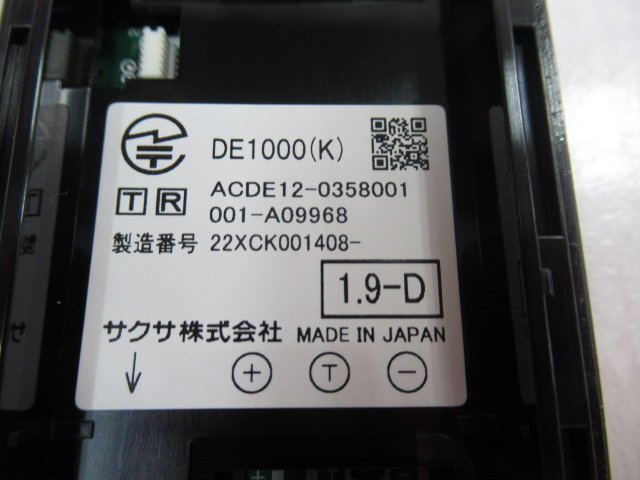 DE1000(K)
T R ACDE12-0358001
001-A09968
製造番号 22XCK001408-
1.9-D
サクサ株式会社 MADE IN JAPAN
↓ + T −